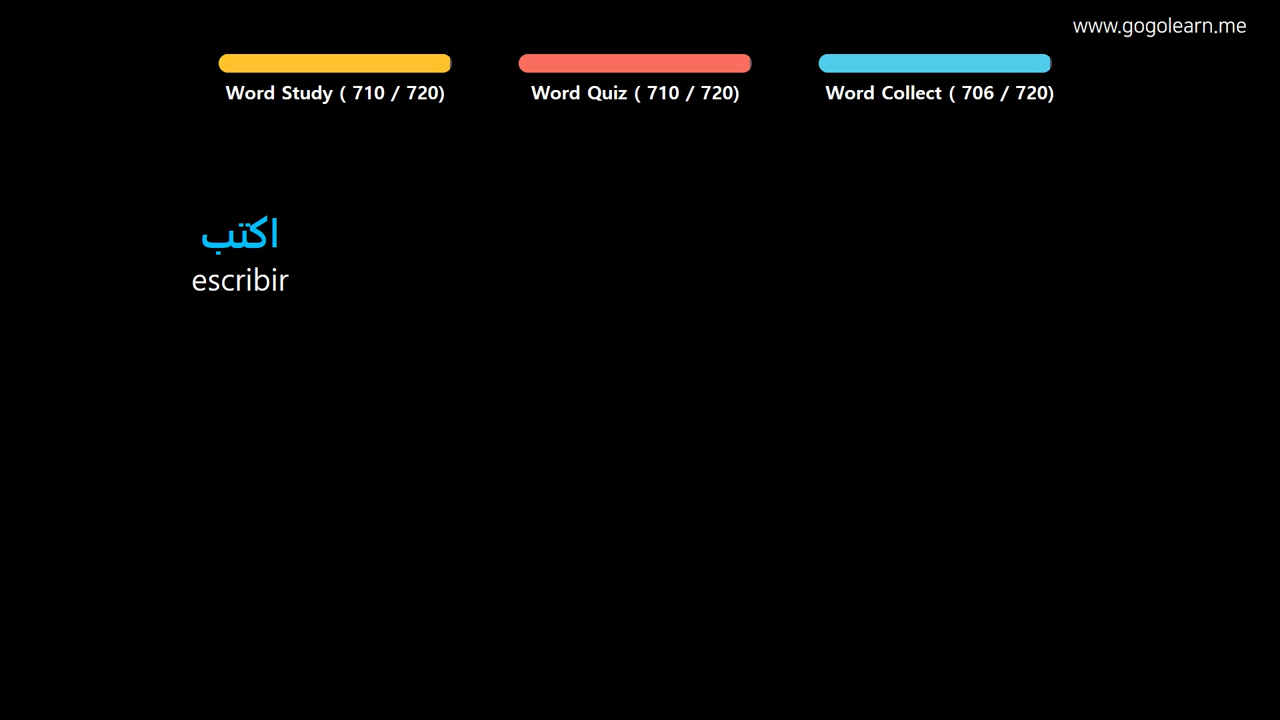 www.gogolearn.me
Word Study ( 710 / 720)
Word Quiz ( 710 / 720)
Word Collect ( 706 / 720)
اكتب
escribir